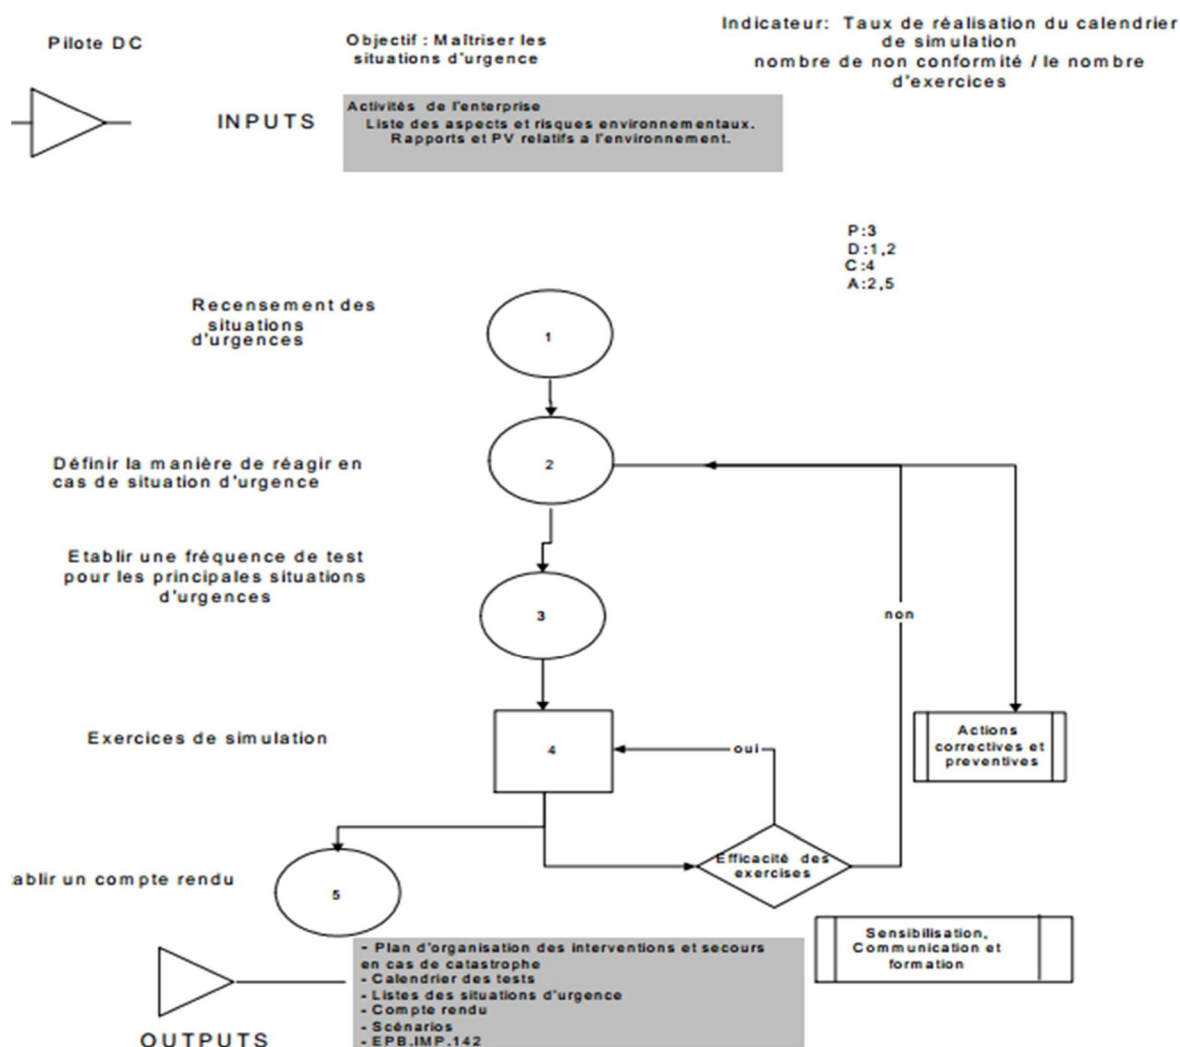 Pilote DC
Objectif : Maîtriser les
situations d'urgence
Indicateur: Taux de réalisation du calendrier
de simulation
nombre de non conformité / le nombre
d'exercices
INPUTS
Activités de l'enterprise
Liste des aspects et risques environnementaux.
Rapports et PV relatifs a l'environnement.
P:3
D:1,2
C:4
A:2,5
Recensement des
situations
d'urgences
1
Définir la manière de réagir en
cas de situation d'urgence
2
Etablir une fréquence de test
pour les principales situations
d'urgences
3
non
Exercices de simulation
4
oui
Actions
correctives et
preventives
Efficacité des
exercises
ablir un compte rendu
5
Sensibilisation,
Communication et
formation
- Plan d'organisation des interventions et secours
en cas de catastrophe
- Calendrier des tests
- Listes des situations d'urgence
- Compte rendu
- Scénarios
- EPB.IMP.142
OUTPUTS